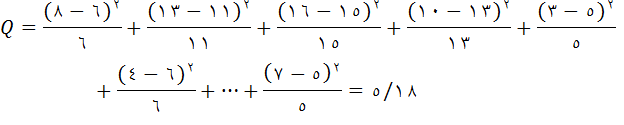 Q = (٨ − ٦)^٢/٦ + (١٣ − ١١)^٢/١١ + (١٦ − ١٥)^٢/١٥ + (١٠ − ١٣)^٢/١٣ + (٣ − ٥)^٢/٥
+ (٤ − ٦)^٢/٦ + ⋯ + (٧ − ٥)^٢/٥ = ٥/١٨